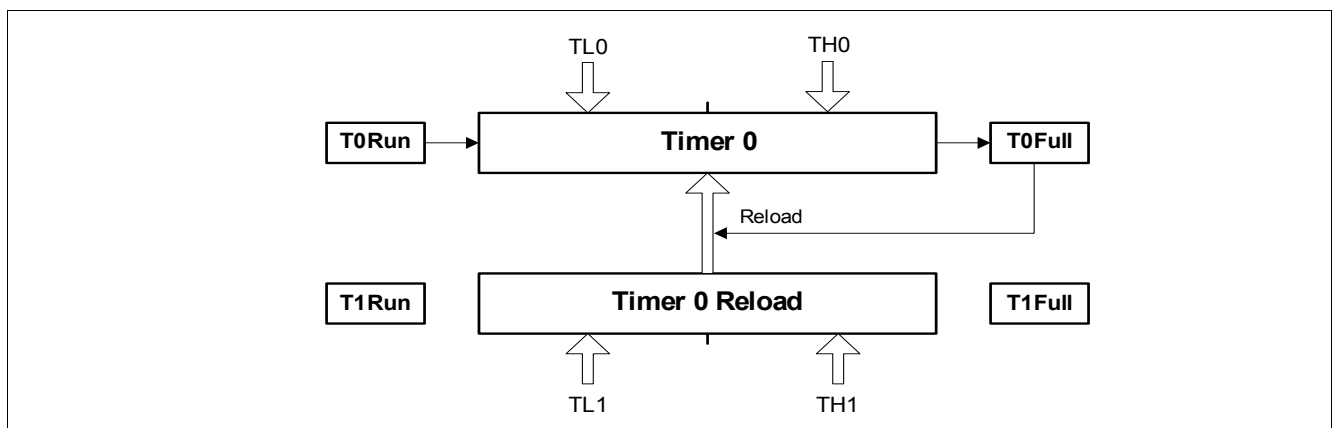 TL0 TH0
T0Run Timer 0 T0Full
Reload
T1Run Timer 0 Reload T1Full
TL1 TH1